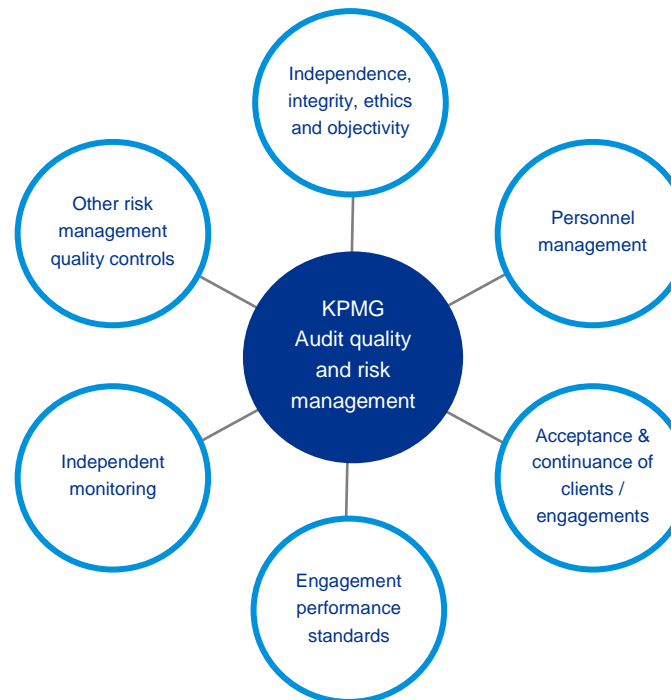 Independence,
integrity, ethics
and objectivity
Other risk
management
quality controls
Personnel
management
KPMG
Audit quality
and risk
management
Independent
monitoring
Acceptance &
continuance of
clients /
engagements
Engagement
performance
standards